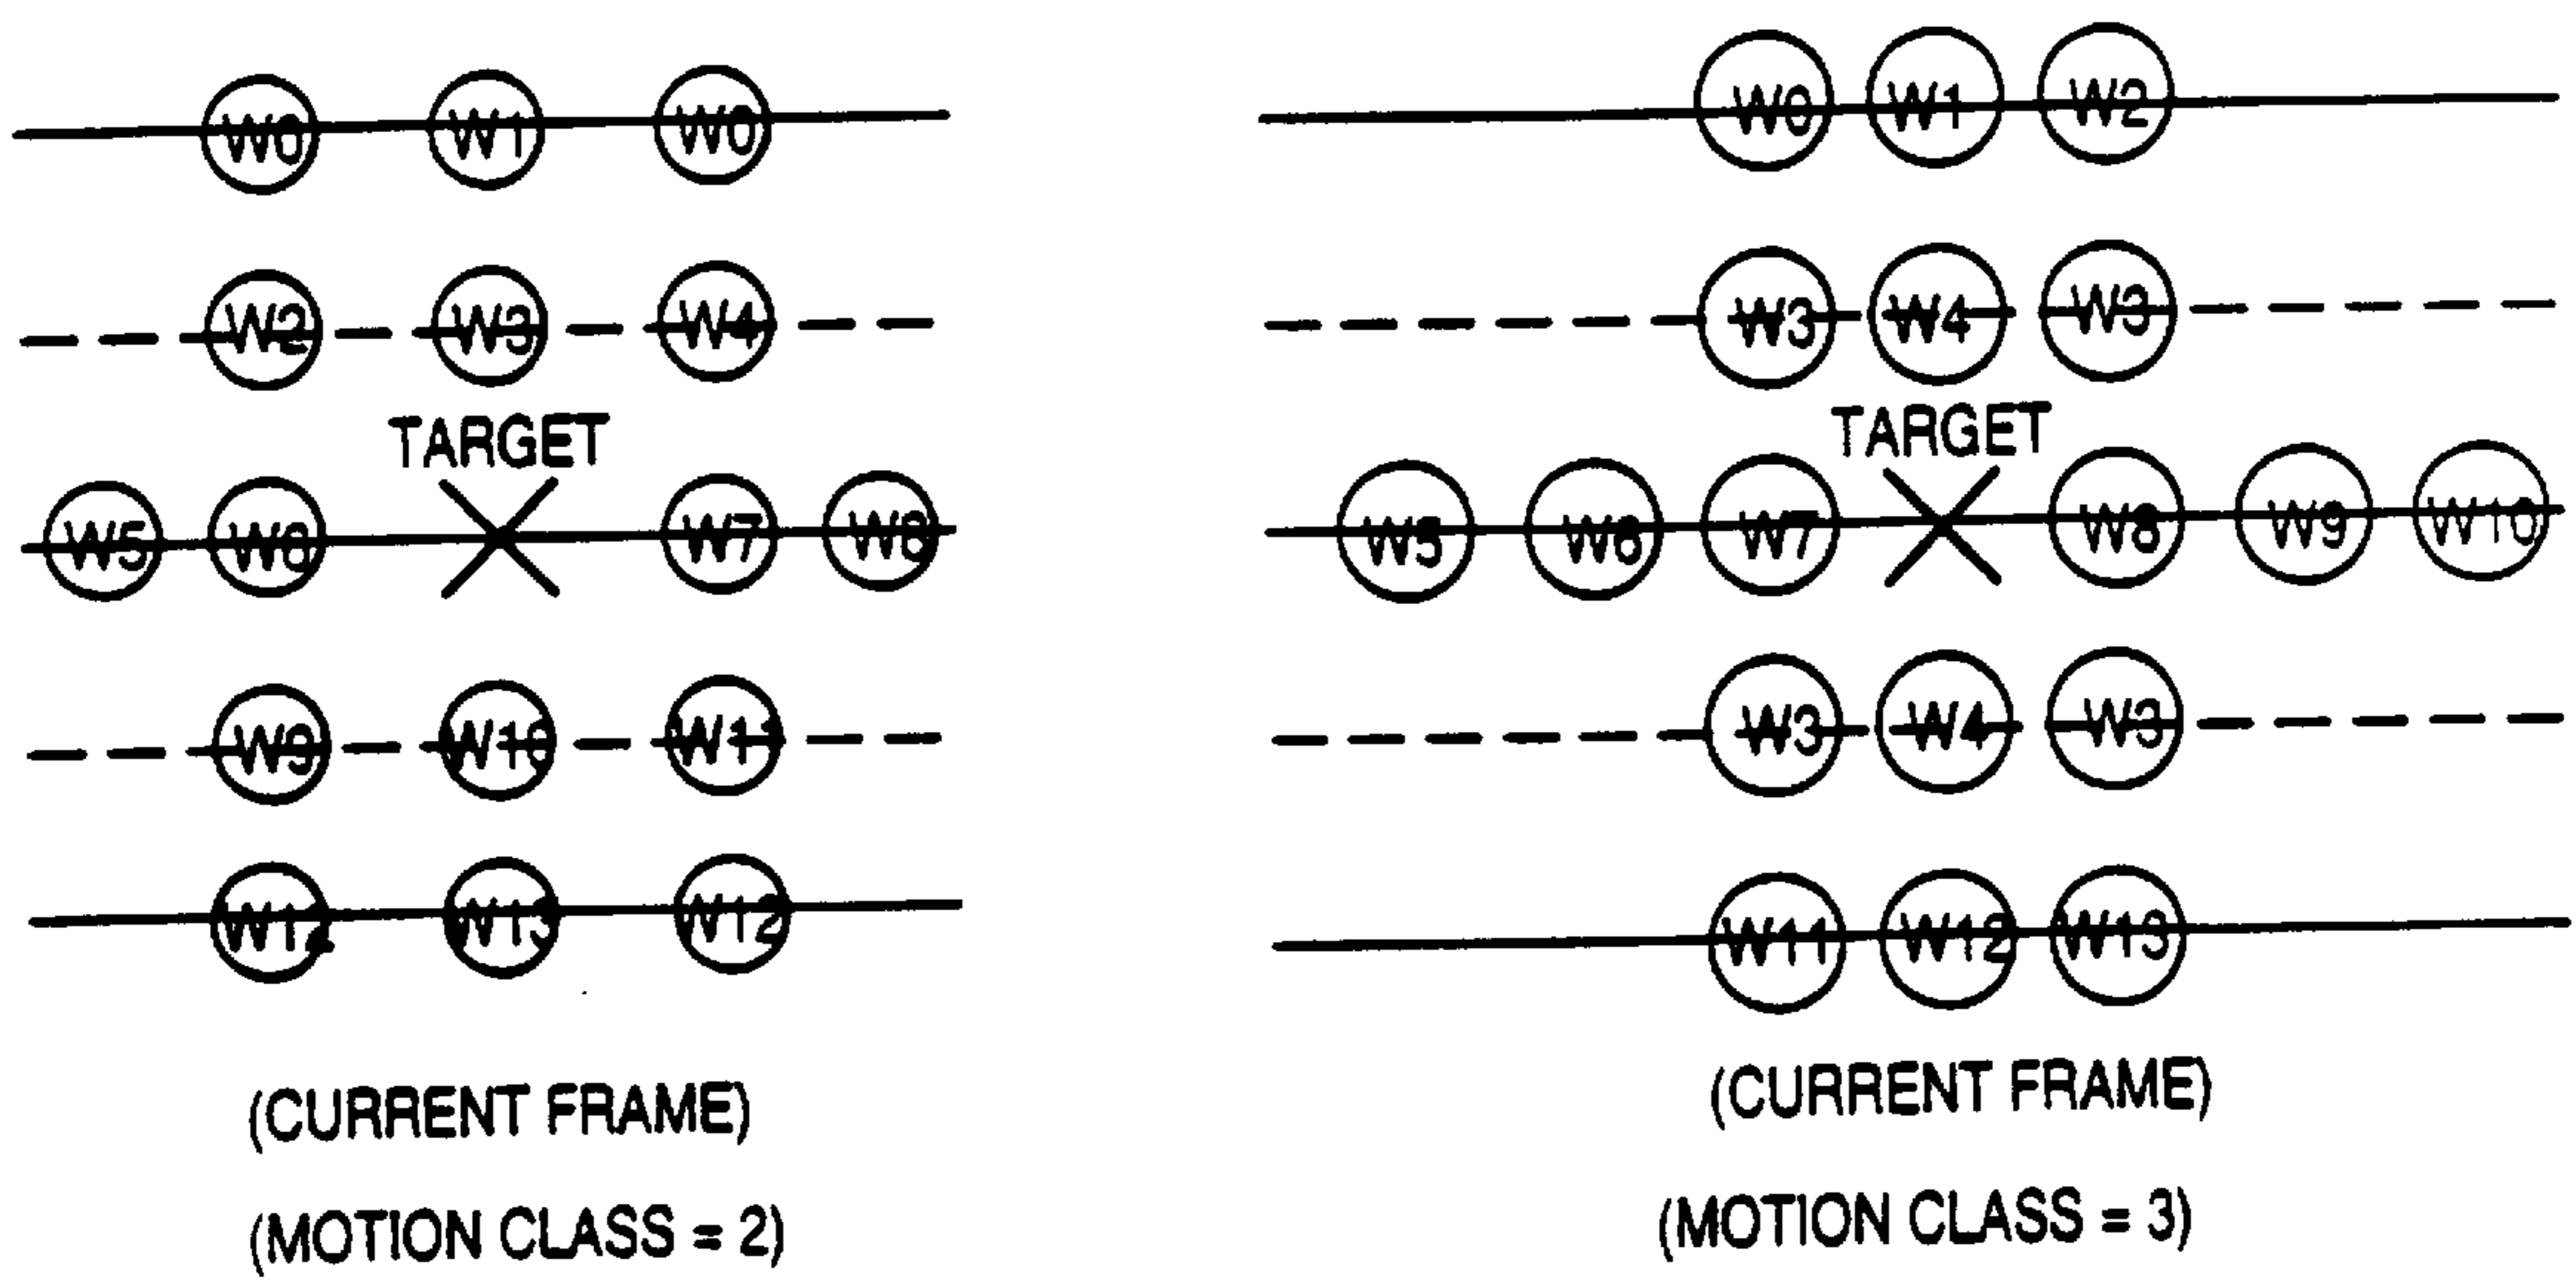 W0 W1 W0
W2 W3 W4
TARGET
W5 W6 W7 W8
W9 W10 W11
W12 W13 W12
(CURRENT FRAME)
(MOTION CLASS = 2)
W0 W1 W2
W3 W4 W3
TARGET
W5 W6 W7 W8 W9 W10
W3 W4 W3
W11 W12 W13
(CURRENT FRAME)
(MOTION CLASS = 3)